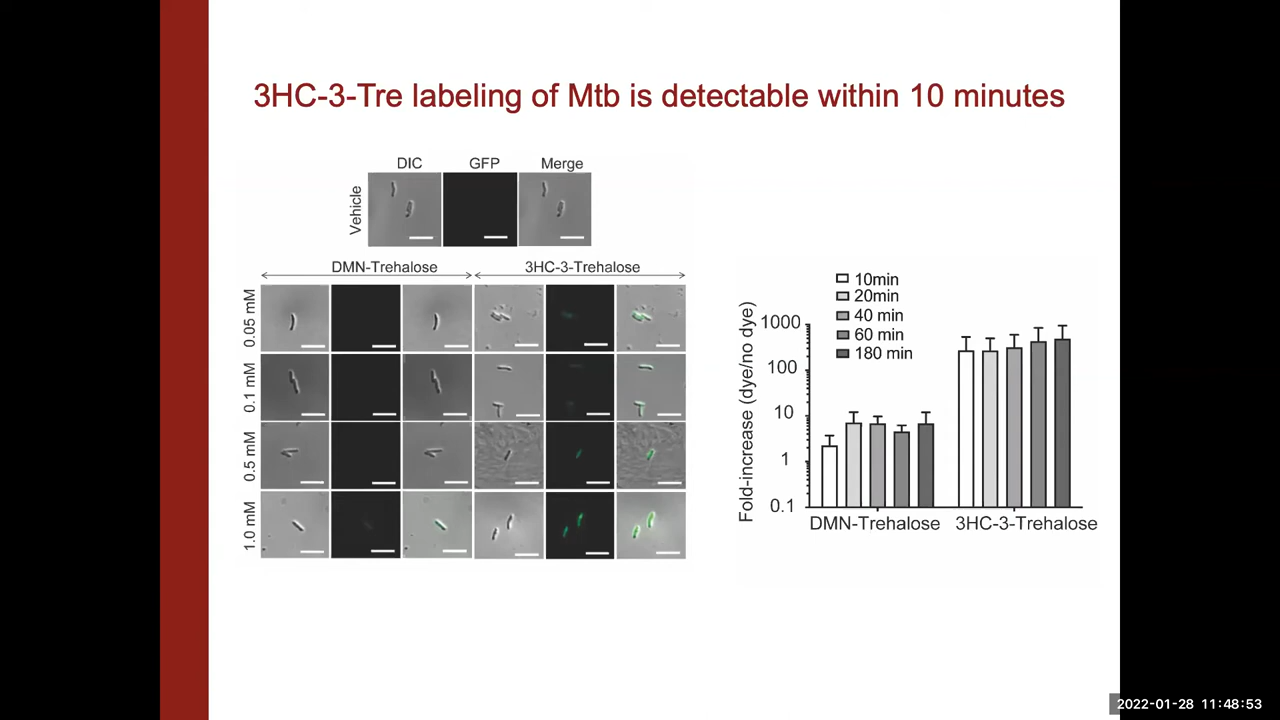 3HC-3-Tre labeling of Mtb is detectable within 10 minutes
DIC GFP Merge
Vehicle
DMN-Trehalose 3HC-3-Trehalose
0.05 mM
0.1 mM
0.5 mM
1.0 mM
10min
20min
40 min
60 min
180 min
Fold-increase (dye/no dye)
1000
100
10
1
0.1
DMN-Trehalose 3HC-3-Trehalose
2022-01-28 11:48:53